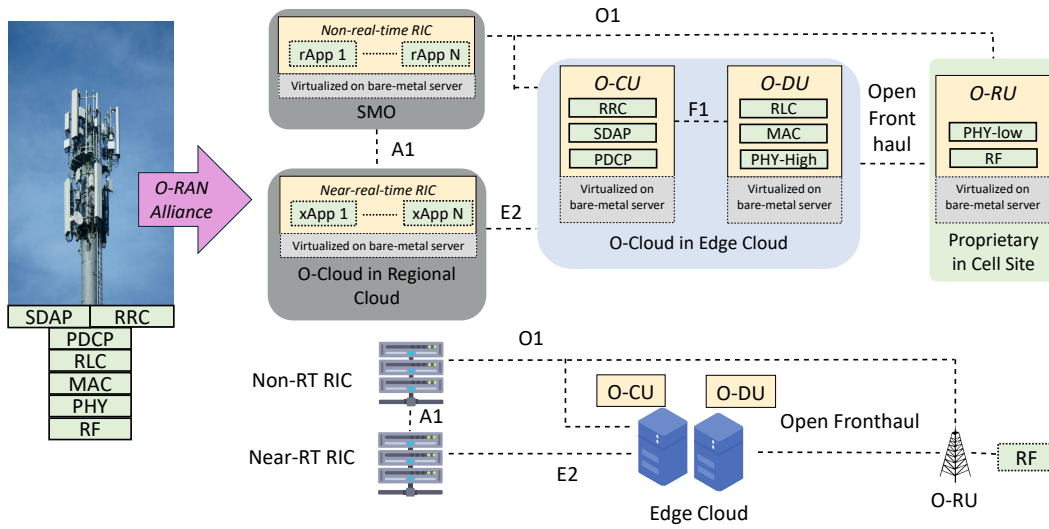 O-RAN
Alliance
SDAP
RRC
PDCP
RLC
MAC
PHY
RF
Non-real-time RIC
rApp 1
rApp N
Virtualized on bare-metal server
SMO
A1
Near-real-time RIC
xApp 1
xApp N
Virtualized on bare-metal server
O-Cloud in Regional
Cloud
O1
E2
O-CU
RRC
SDAP
PDCP
Virtualized on
bare-metal server
F1
O-DU
RLC
MAC
PHY-High
Virtualized on
bare-metal server
O-Cloud in Edge Cloud
Open
Front
haul
O-RU
PHY-low
RF
Virtualized on
bare-metal server
Proprietary
in Cell Site
Non-RT RIC
A1
Near-RT RIC
O1
E2
O-CU
O-DU
Edge Cloud
Open Fronthaul
O-RU
RF